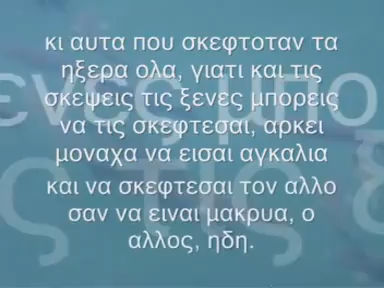 κι αυτα που σκεφτοταν τα
ηξερα ολα, γιατι και τις
σκεψεις τις ξενες μπορεις
να τις σκεφτεσαι, αρκει
μοναχα να εισαι αγκαλια
και να σκεφτεσαι τον αλλο
σαν να ειναι μακρυα, ο
αλλος, ηδη.